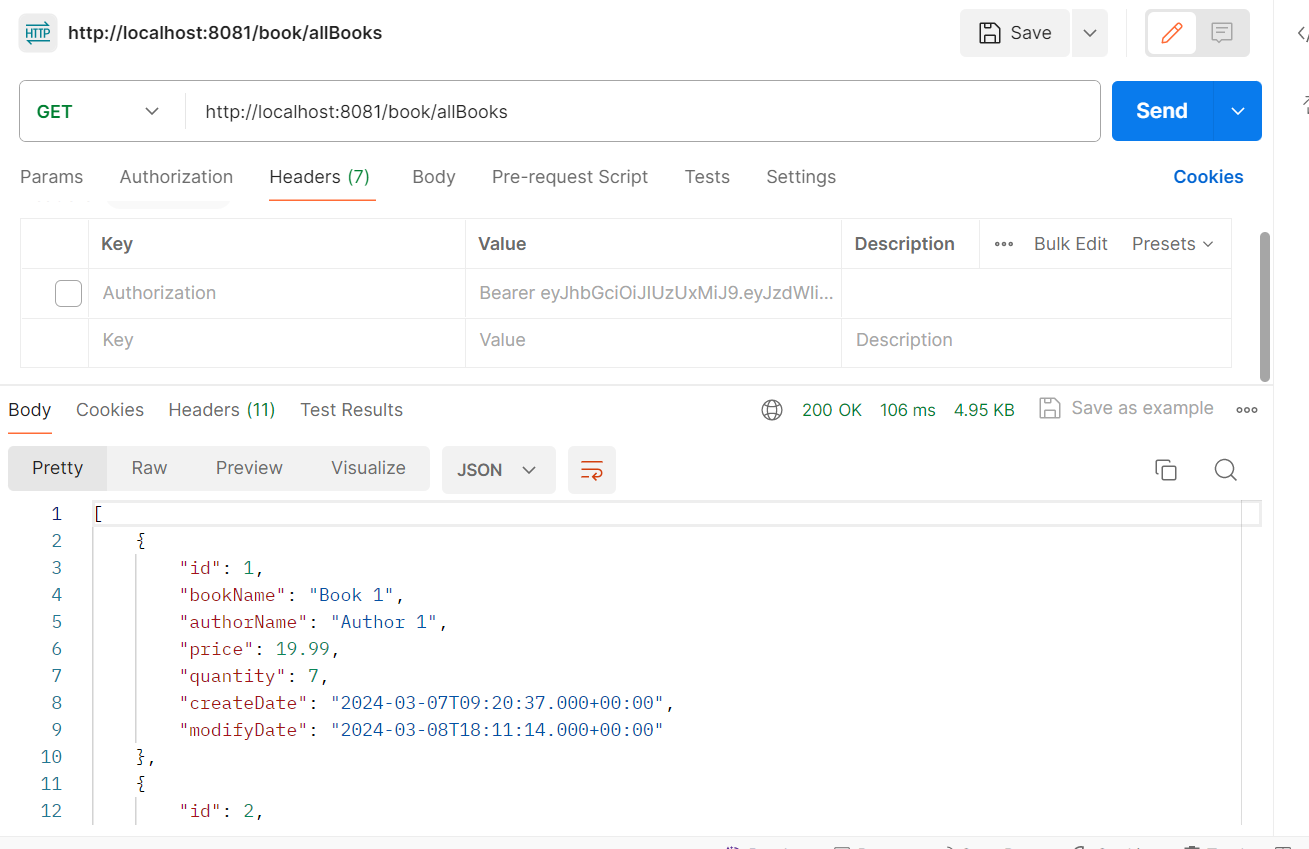 HTTP http://localhost:8081/book/allBooks Save
GET http://localhost:8081/book/allBooks Send
Params Authorization Headers (7) Body Pre-request Script Tests Settings Cookies
Key Value Description ••• Bulk Edit Presets
Authorization Bearer eyJhbGciOiJIUzUxMiJ9.eyJzdWIi...
Key Value Description
Body Cookies Headers (11) Test Results 200 OK 106 ms 4.95 KB Save as example
Pretty Raw Preview Visualize JSON
1 [
2 {
3 "id": 1,
4 "bookName": "Book 1",
5 "authorName": "Author 1",
6 "price": 19.99,
7 "quantity": 7,
8 "createDate": "2024-03-07T09:20:37.000+00:00",
9 "modifyDate": "2024-03-08T18:11:14.000+00:00"
10 },
11 {
12 "id": 2,